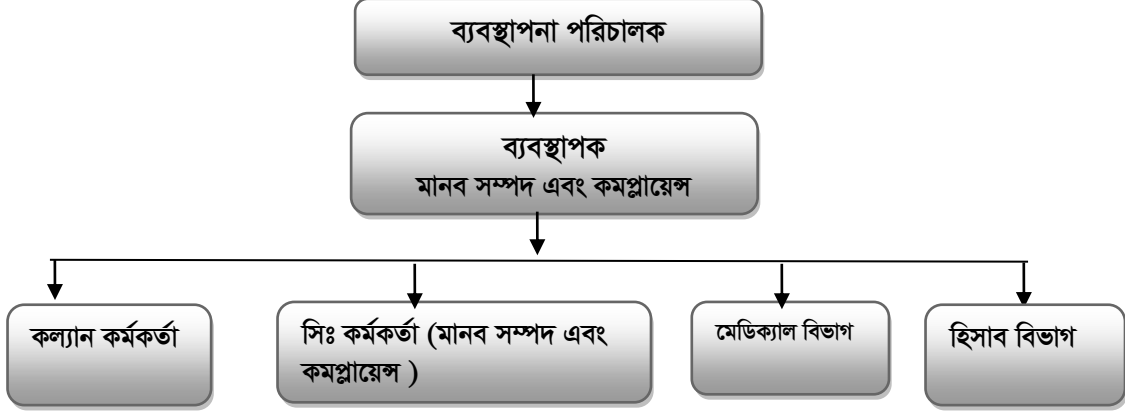 ব্যবস্থাপনা পরিচালক
ব্যবস্থাপক
মানব সম্পদ এবং কমপ্লায়েন্স
কল্যান কর্মকর্তা
সিঃ কর্মকর্তা (মানব সম্পদ এবং
কমপ্লায়েন্স )
মেডিক্যাল বিভাগ
হিসাব বিভাগ